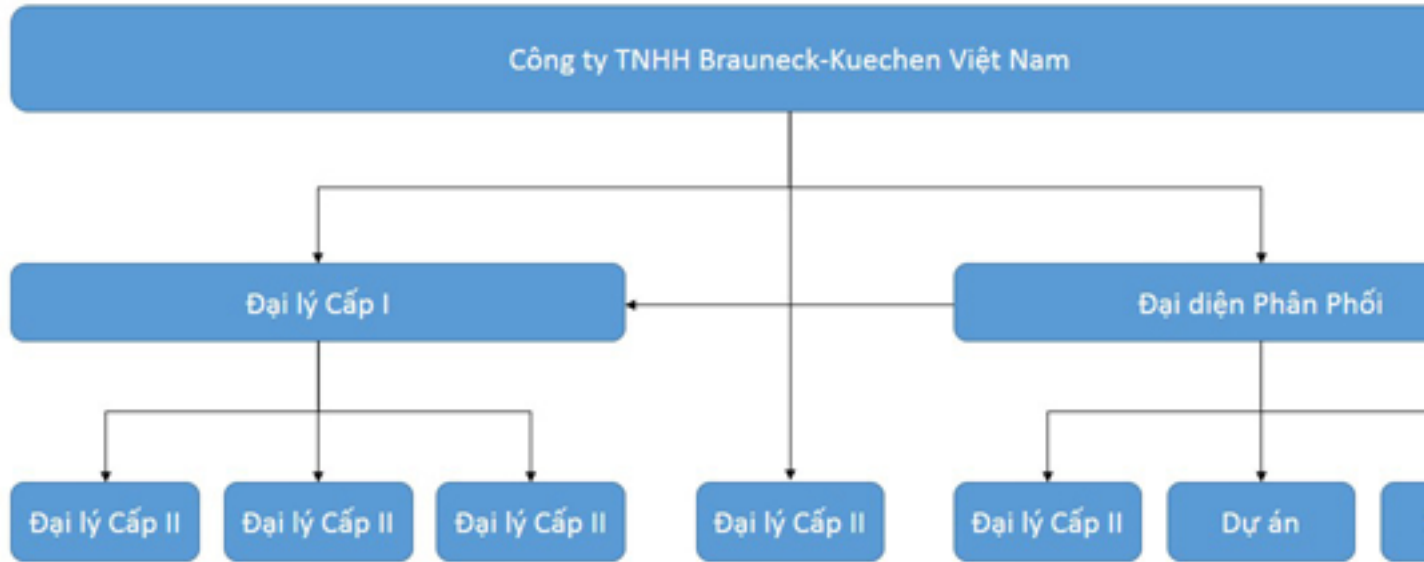 Công ty TNHH Brauneck-Kuechen Việt Nam
Đại lý Cấp I
Đại diện Phân Phối
Đại lý Cấp II
Đại lý Cấp II
Đại lý Cấp II
Đại lý Cấp II
Đại lý Cấp II
Dự án